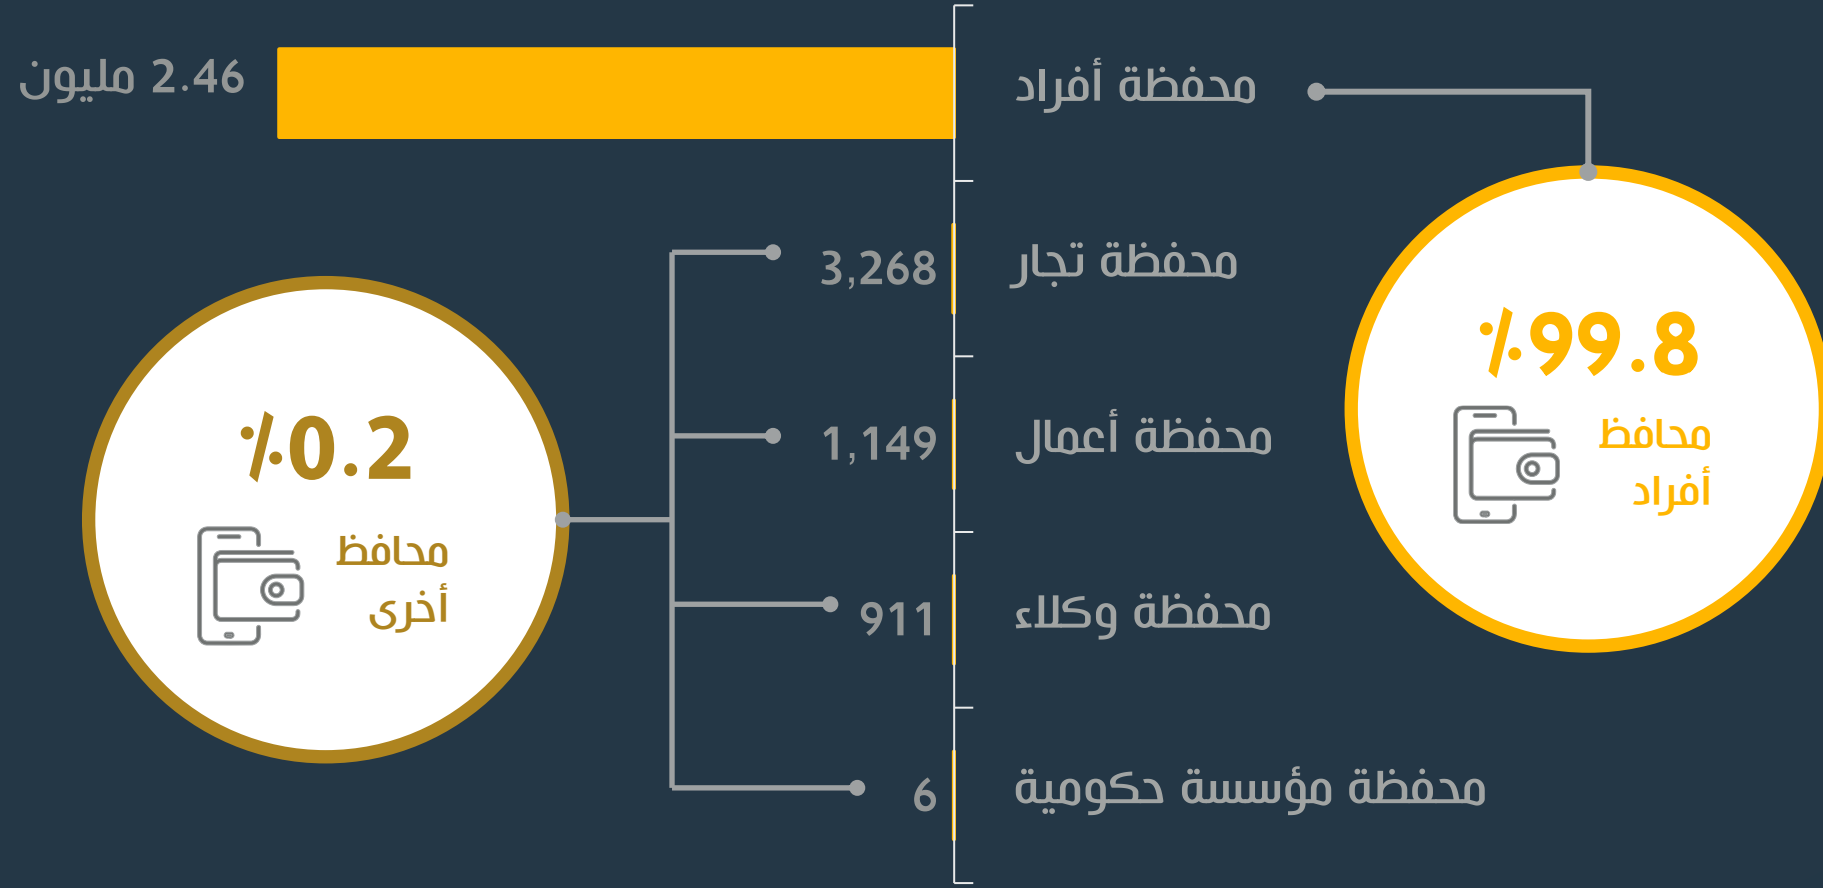 محفظة أفراد
2.46 مليون
محفظة تجار
3,268
محفظة أعمال
1,149
محفظة وكلاء
911
محفظة مؤسسة حكومية
6
٪99.8
محافظ
أفراد
٪0.2
محافظ
أخرى